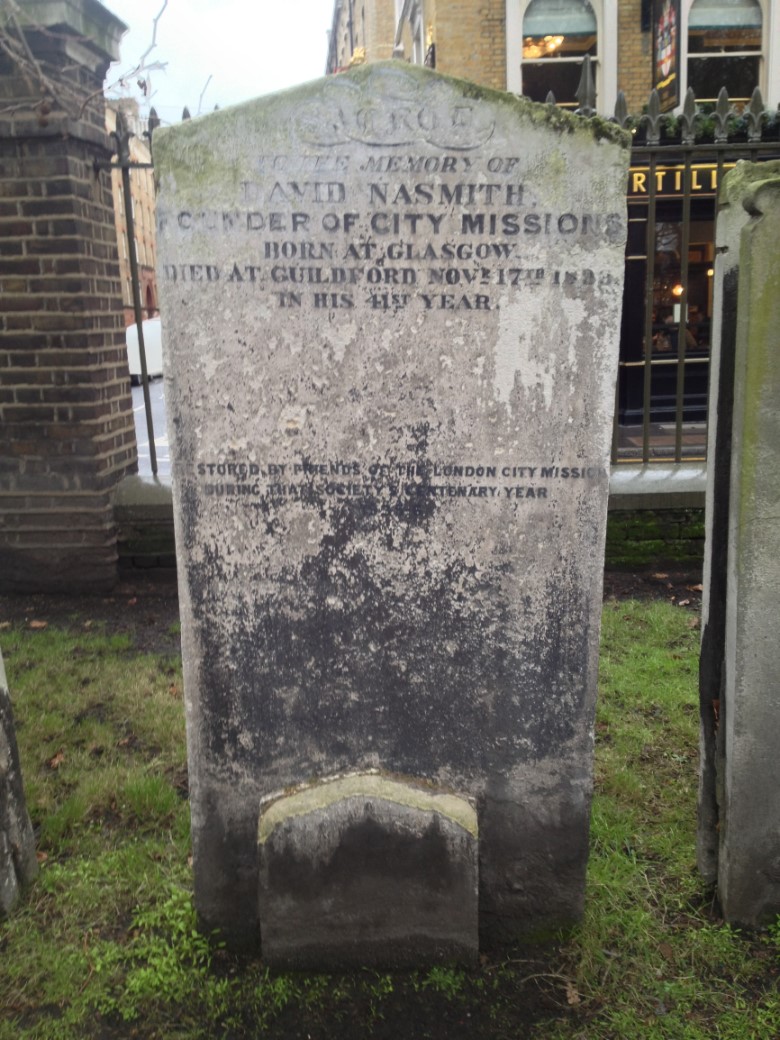 TO THE MEMORY OF
DAVID NASMITH,
FOUNDER OF CITY MISSIONS
BORN AT GLASGOW
DIED AT GUILDFORD NOVR 17TH
IN HIS 41ST YEAR.
RESTORED BY FRIENDS OF THE LONDON CITY MISSION
DURING THAT SOCIETY'S CENTENARY YEAR
RTILL